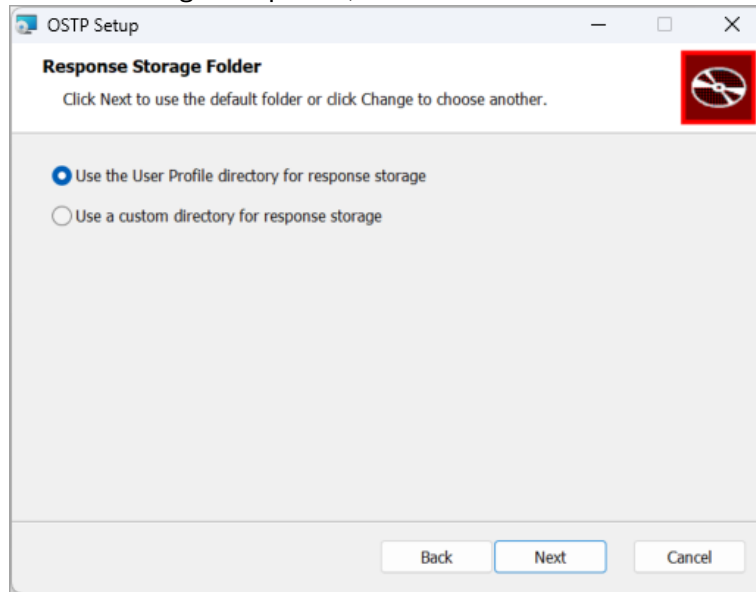 OSTP Setup
Response Storage Folder
Click Next to use the default folder or click Change to choose another.
Use the User Profile directory for response storage
Use a custom directory for response storage
Back
Next
Cancel